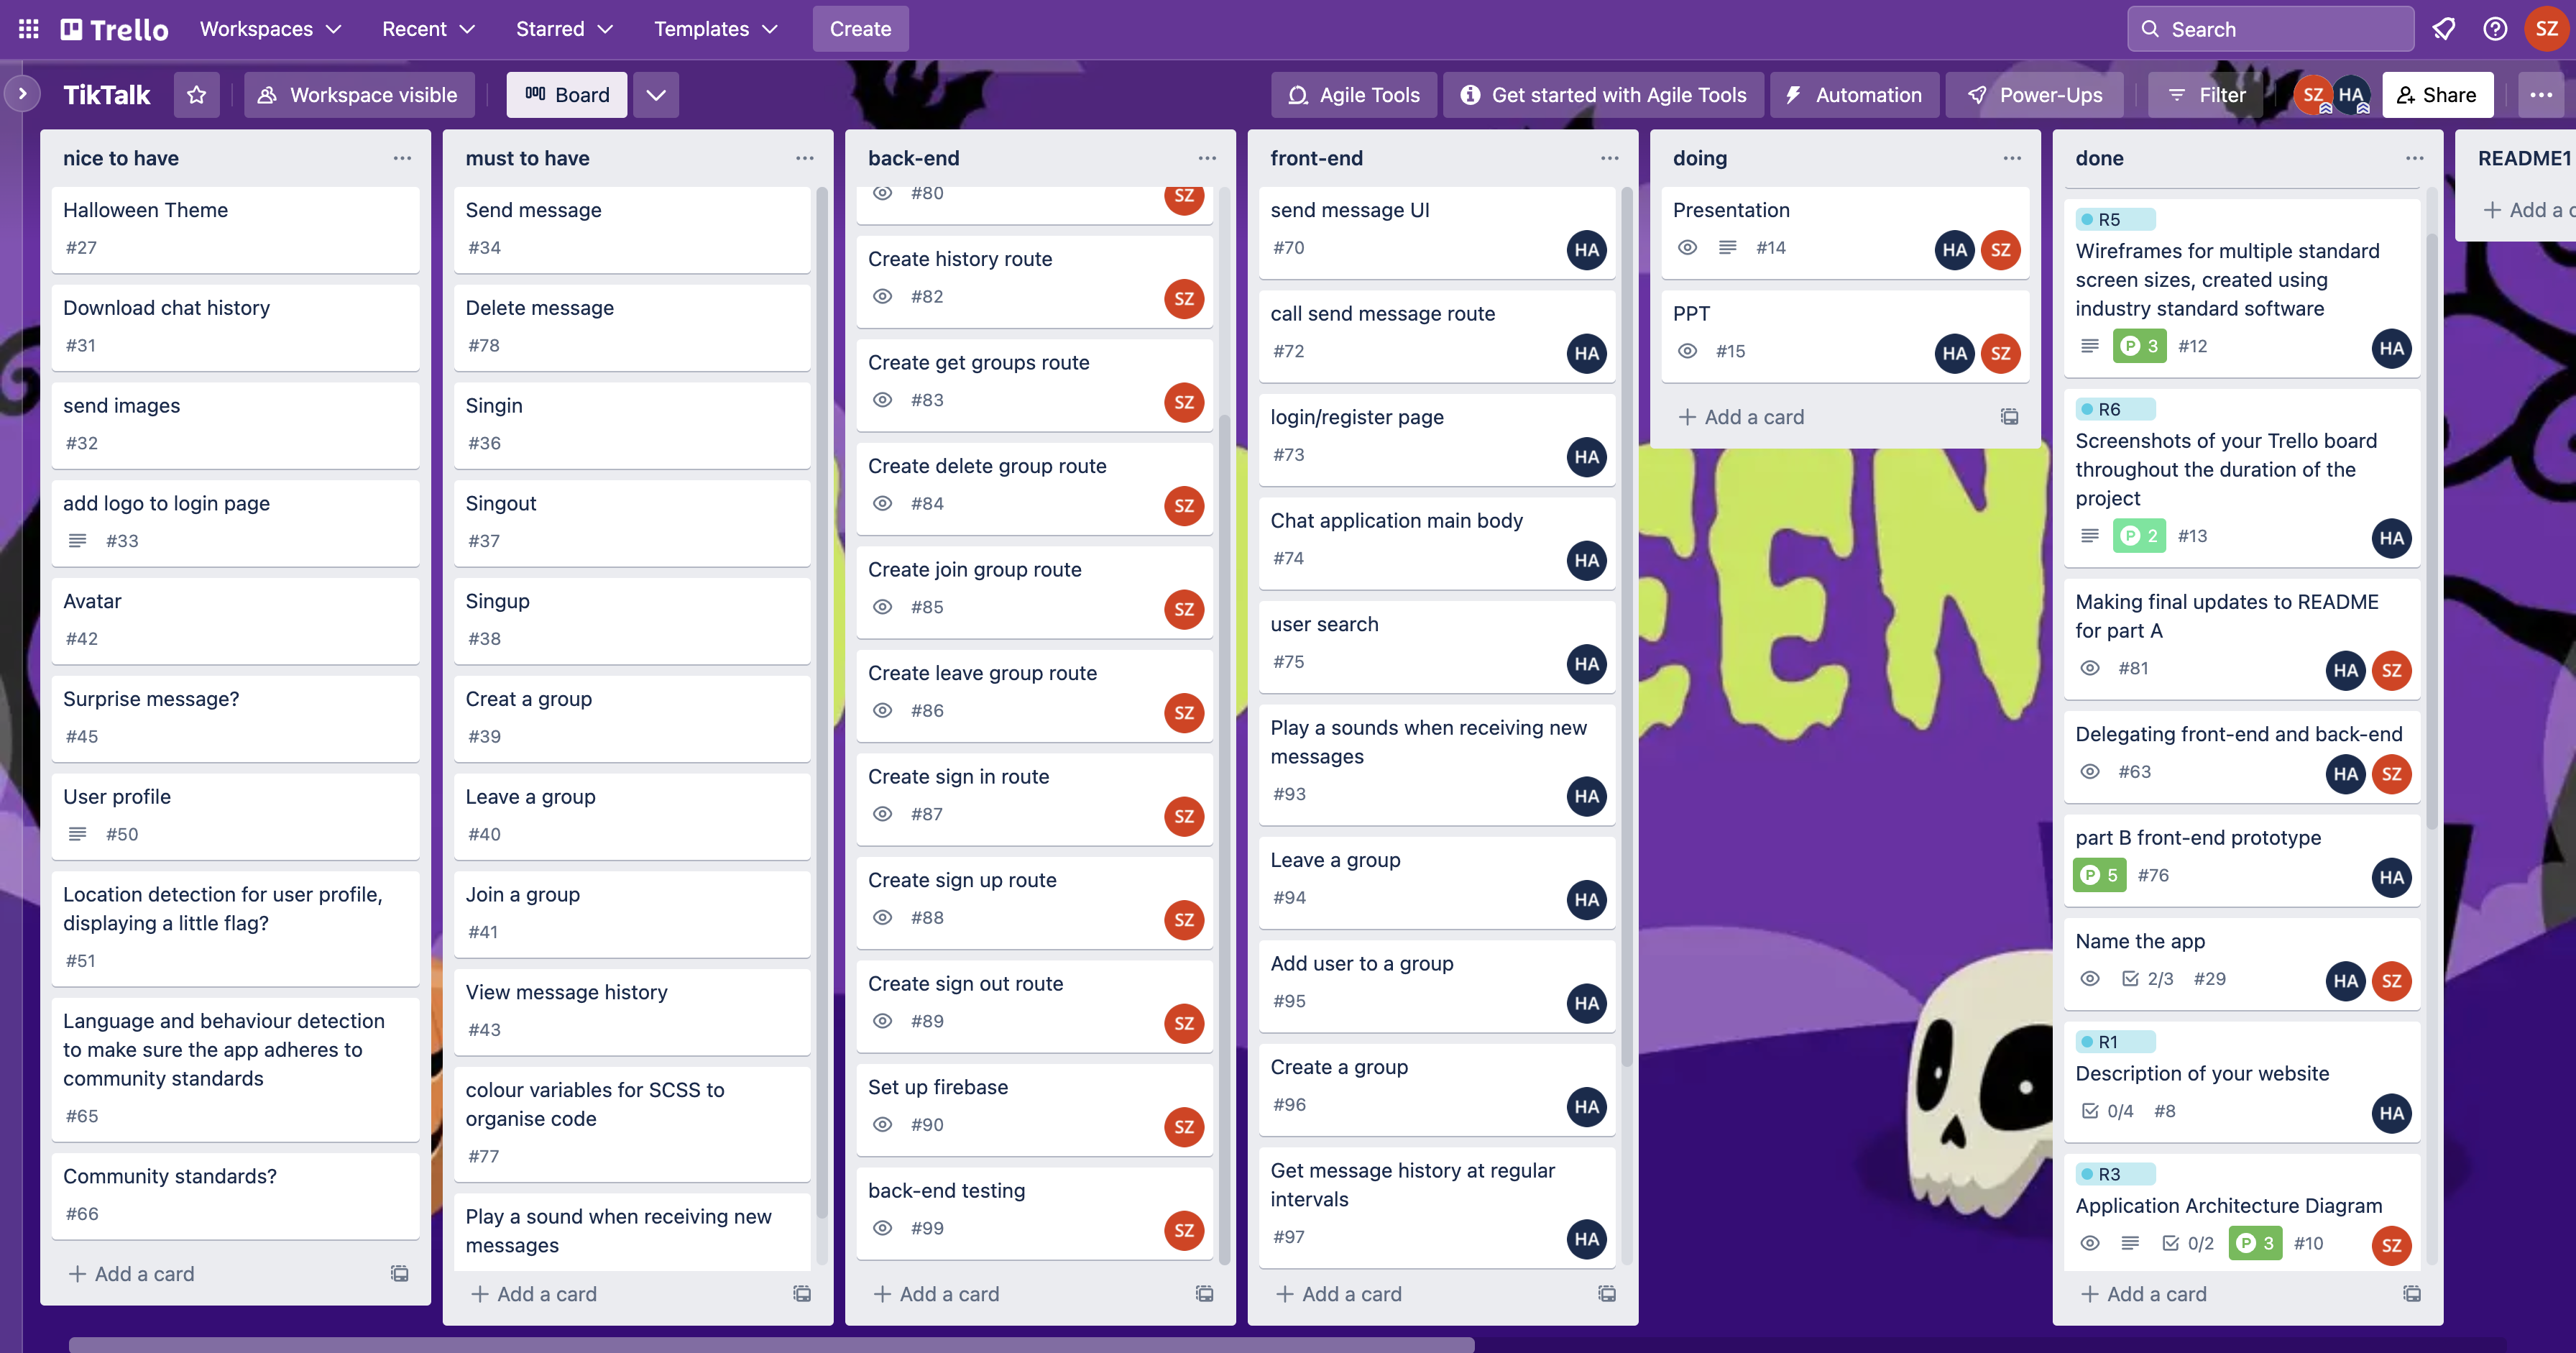 Trello
Workspaces
Recent
Starred
Templates
Create
Search
SZ
TikTalk
Workspace visible
Board
Agile Tools
Get started with Agile Tools
Automation
Power-Ups
Filter
SZ
HA
Share
nice to have
Halloween Theme
#27
Download chat history
#31
send images
#32
add logo to login page
#33
Avatar
#42
Surprise message?
#45
User profile
#50
Location detection for user profile,
displaying a little flag?
#51
Language and behaviour detection
to make sure the app adheres to
community standards
#65
Community standards?
#66
+ Add a card
must to have
Send message
#34
Delete message
#78
Singin
#36
Singout
#37
Singup
#38
Creat a group
#39
Leave a group
#40
Join a group
#41
View message history
#43
colour variables for SCSS to
organise code
#77
Play a sound when receiving new
messages
+ Add a card
back-end
#80
SZ
Create history route
#82
SZ
Create get groups route
#83
SZ
Create delete group route
#84
SZ
Create join group route
#85
SZ
Create leave group route
#86
SZ
Create sign in route
#87
SZ
Create sign up route
#88
SZ
Create sign out route
#89
SZ
Set up firebase
#90
SZ
back-end testing
#99
SZ
+ Add a card
front-end
send message UI
#70
HA
call send message route
#72
HA
login/register page
#73
HA
Chat application main body
#74
HA
user search
#75
HA
Play a sounds when receiving new
messages
#93
HA
Leave a group
#94
HA
Add user to a group
#95
HA
Create a group
#96
HA
Get message history at regular
intervals
#97
HA
+ Add a card
doing
Presentation
#14
HA SZ
PPT
#15
HA SZ
+ Add a card
done
R5
Wireframes for multiple standard
screen sizes, created using
industry standard software
P 3 #12
HA
R6
Screenshots of your Trello board
throughout the duration of the
project
P 2 #13
HA
Making final updates to README
for part A
#81
HA SZ
Delegating front-end and back-end
#63
HA SZ
part B front-end prototype
P 5 #76
HA
Name the app
2/3 #29
HA SZ
R1
Description of your website
0/4 #8
HA
R3
Application Architecture Diagram
0/2 P 3 #10
SZ
+ Add a card
README1
+ Add a
EEN